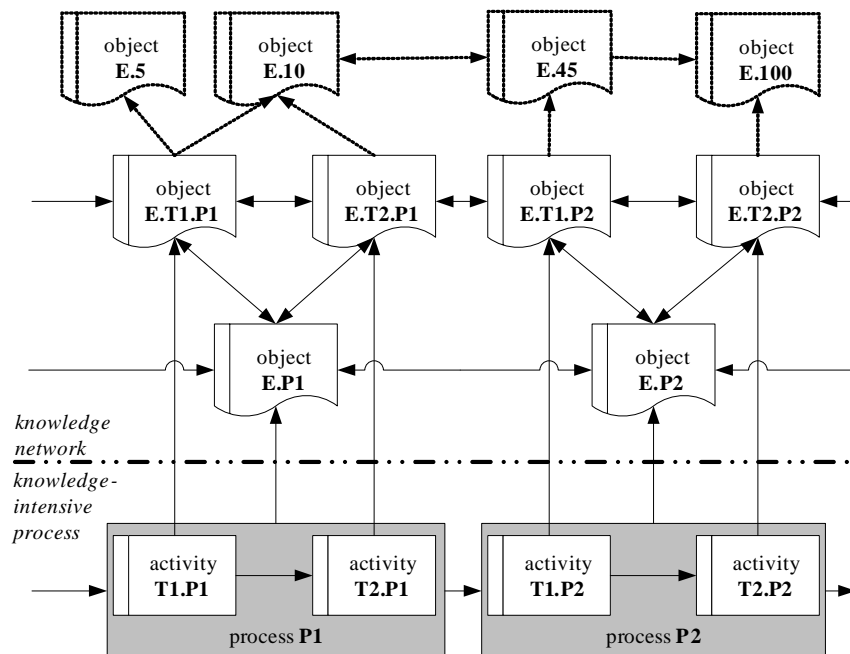 object
E.5
object
E.10
object
E.45
object
E.100
object
E.T1.P1
object
E.T2.P1
object
E.T1.P2
object
E.T2.P2
object
E.P1
object
E.P2
knowledge
network
knowledge-
intensive
process
activity
T1.P1
activity
T2.P1
activity
T1.P2
activity
T2.P2
process P1
process P2